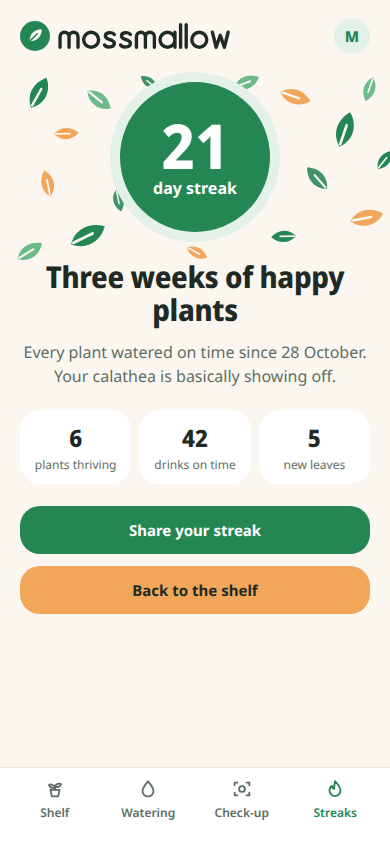 mossmallow
M
21
day streak
Three weeks of happy
plants
Every plant watered on time since 28 October.
Your calathea is basically showing off.
6
plants thriving
42
drinks on time
5
new leaves
Share your streak
Back to the shelf
Shelf
Watering
Check-up
Streaks